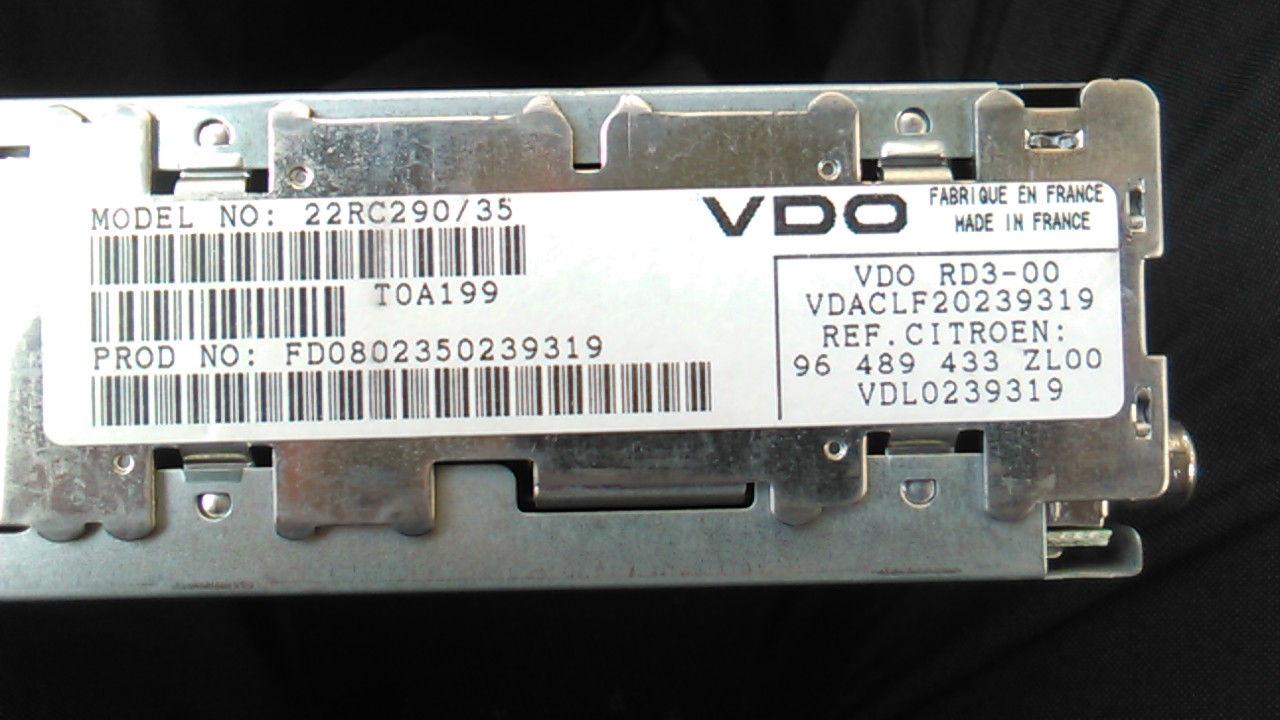 MODEL NO: 22RC290/35
TOA199
PROD NO: FD0802350239319
VDO
FABRIQUE EN FRANCE
MADE IN FRANCE
VDO RD3-00
VDACLF20239319
REF.CITROEN:
96 489 433 ZL00
VDL0239319